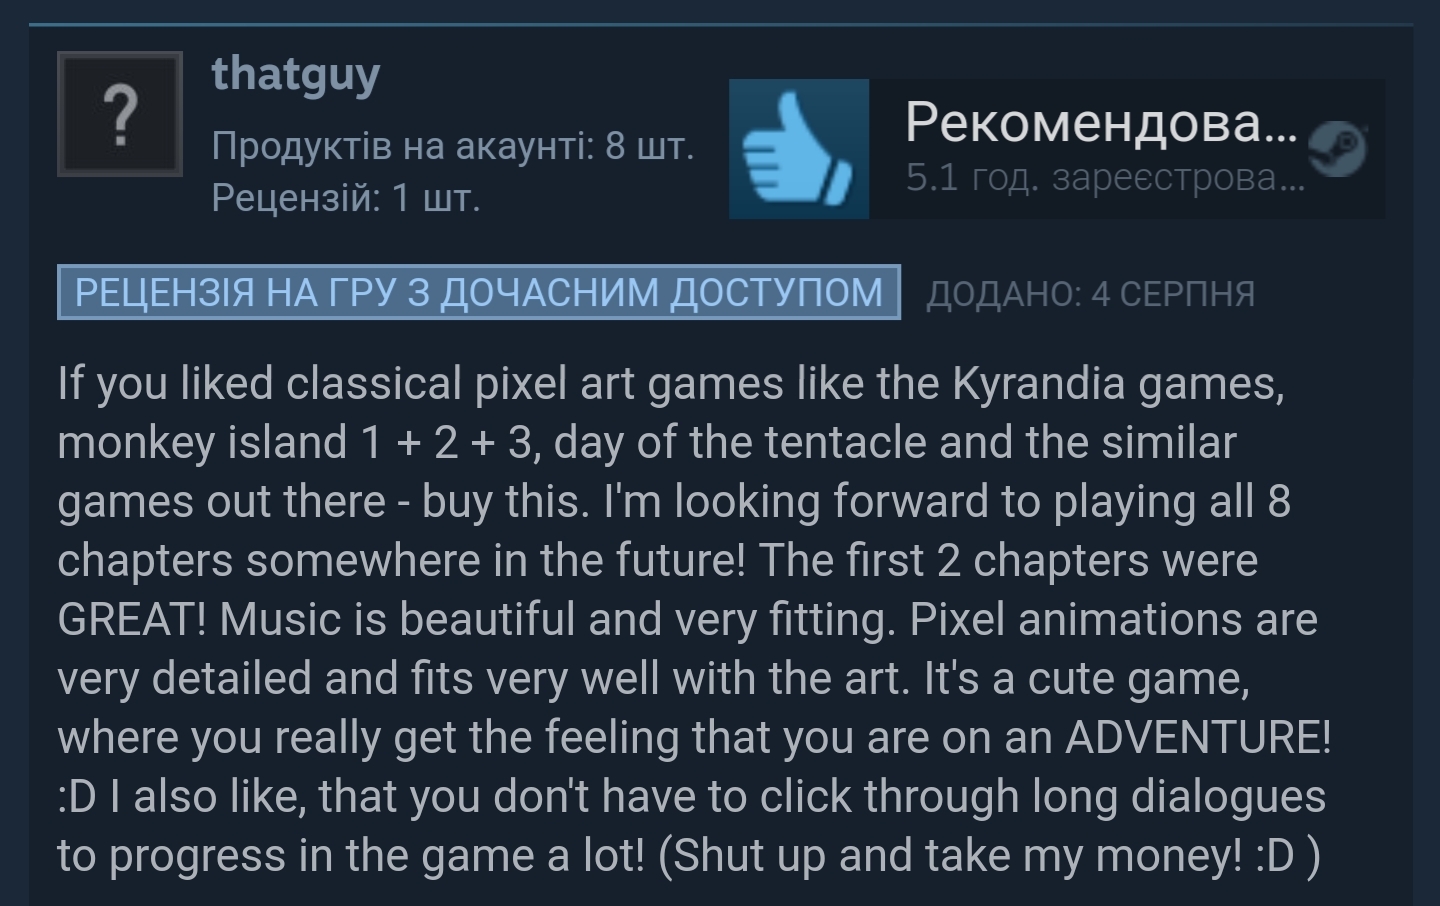 ?
thatguy
Продуктів на акаунті: 8 шт.
Рецензій: 1 шт.
Рекомендова...
5.1 год. зареєстрова...
РЕЦЕНЗІЯ НА ГРУ З ДОЧАСНИМ ДОСТУПОМ
ДОДАНО: 4 СЕРПНЯ
If you liked classical pixel art games like the Kyrandia games,
monkey island 1 + 2 + 3, day of the tentacle and the similar
games out there - buy this. I'm looking forward to playing all 8
chapters somewhere in the future! The first 2 chapters were
GREAT! Music is beautiful and very fitting. Pixel animations are
very detailed and fits very well with the art. It's a cute game,
where you really get the feeling that you are on an ADVENTURE!
:D I also like, that you don't have to click through long dialogues
to progress in the game a lot! (Shut up and take my money! :D )